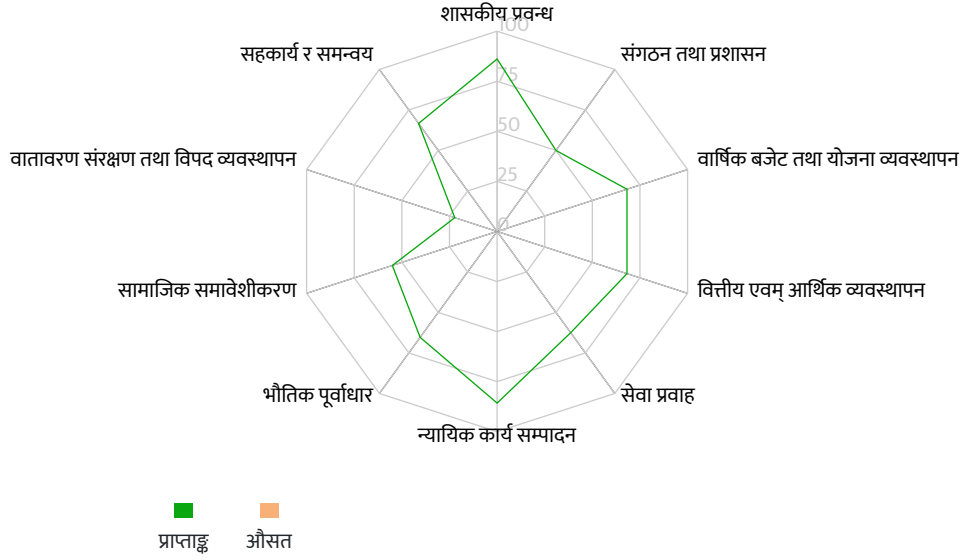 शासकीय प्रवन्ध
100
सहकार्य र समन्वय
संगठन तथा प्रशासन
75
50
वातावरण संरक्षण तथा विपद व्यवस्थापन
वार्षिक बजेट तथा योजना व्यवस्थापन
25
0
सामाजिक समावेशीकरण
वित्तीय एवम् आर्थिक व्यवस्थापन
भौतिक पूर्वाधार
सेवा प्रवाह
न्यायिक कार्य सम्पादन
प्राप्ताङ्क
औसत